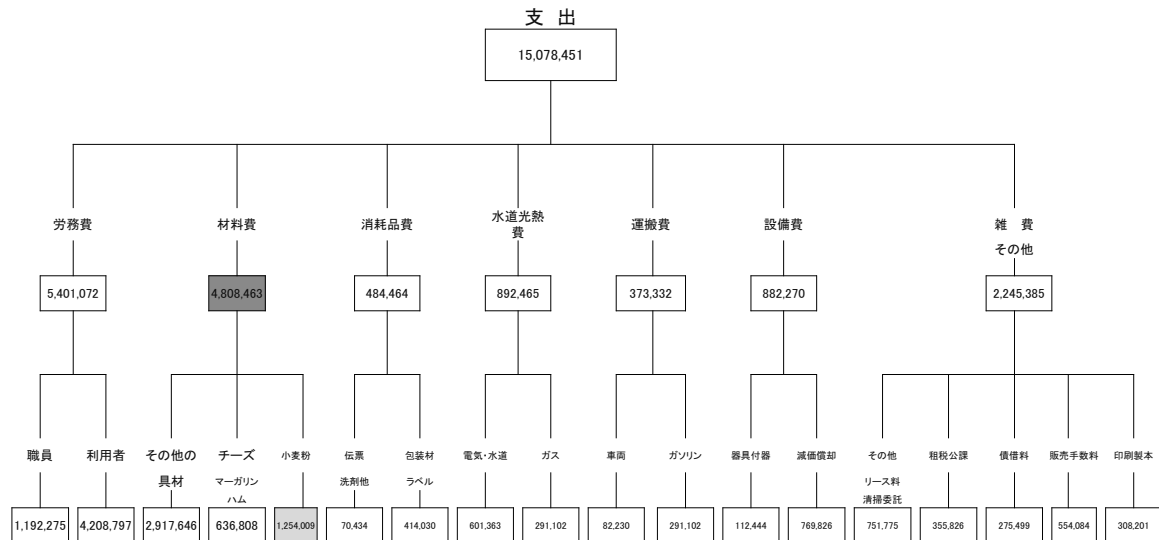 支 出
15,078,451
労務費
材料費
消耗品費
水道光熱
費
運搬費
設備費
雑 費
その他
5,401,072
4,808,463
484,464
892,465
373,332
882,270
2,245,385
職員
利用者
その他の
具材
チーズ
マーガリン
ハム
小麦粉
伝票
洗剤他
包装材
ラベル
電気・水道
ガス
車両
ガソリン
器具付器
減価償却
その他
リース料
清掃委託
租税公課
債借料
販売手数料
印刷製本
1,192,275
4,208,797
2,917,646
636,808
1,254,009
70,434
414,030
601,363
291,102
82,230
291,102
112,444
769,826
751,775
355,826
275,499
554,084
308,201